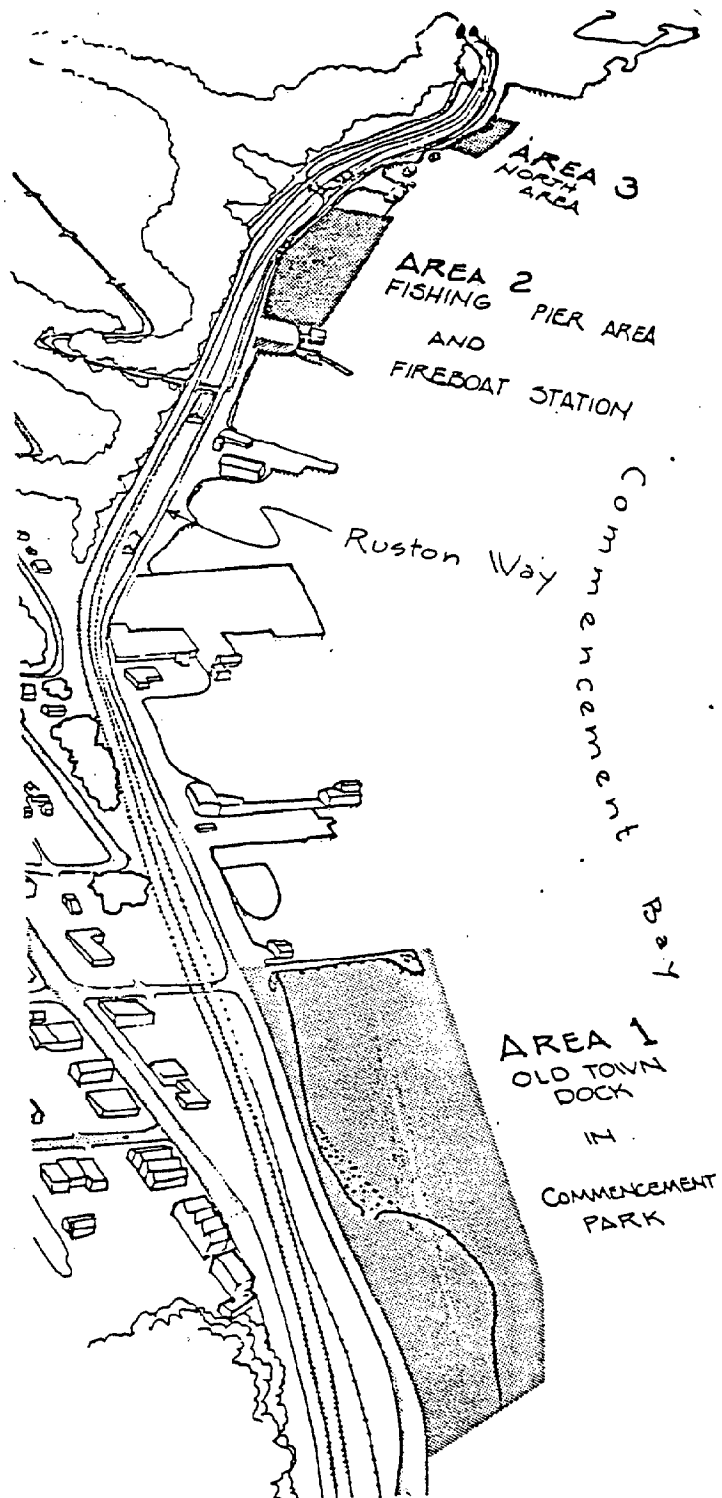 AREA 3
NORTH
AREA
AREA 2
FISHING PIER AREA
AND
FIREBOAT STATION
Ruston Way
Commencement Bay
AREA 1
OLD TOWN
DOCK
IN
COMMENCEMENT
PARK